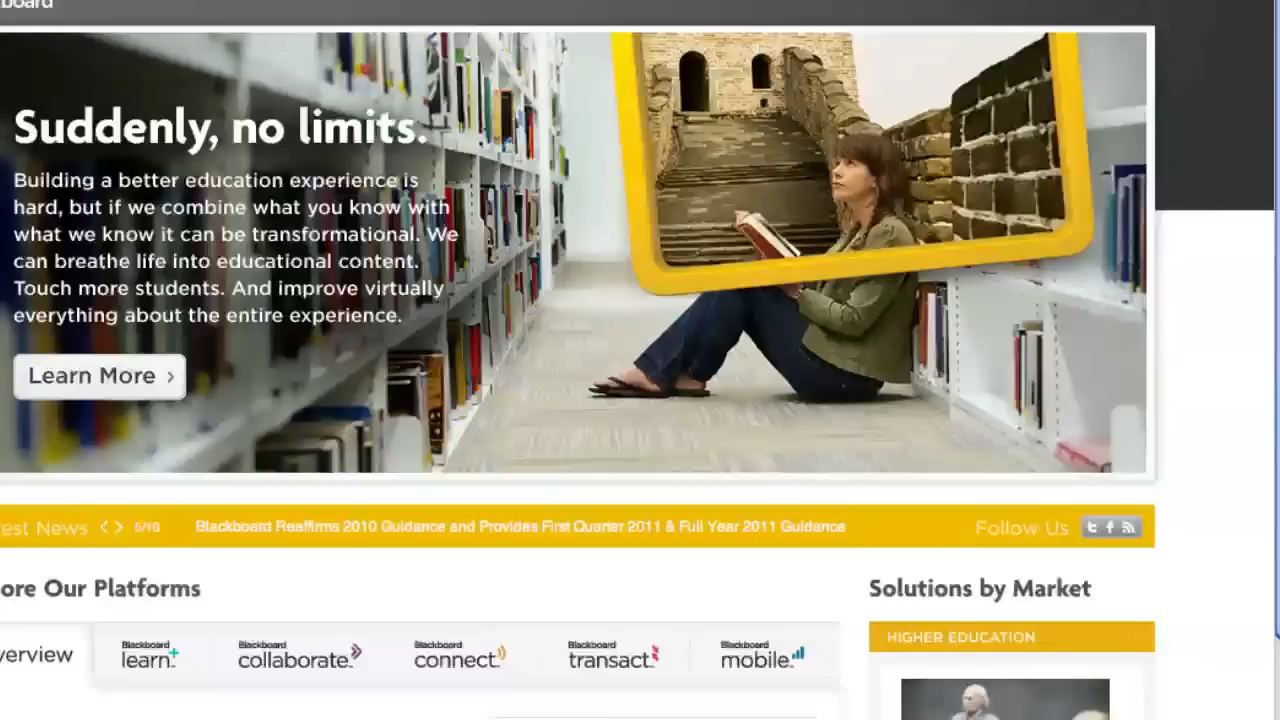 board
Suddenly, no limits.
Building a better education experience is
hard, but if we combine what you know with
what we know it can be transformational. We
can breathe life into educational content.
Touch more students. And improve virtually
everything about the entire experience.
Learn More ›
est News < > 5/10 Blackboard Reaffirms 2010 Guidance and Provides First Quarter 2011 & Full Year 2011 Guidance Follow Us
ore Our Platforms
Solutions by Market
verview
Blackboard
learn+
Blackboard
collaborate
Blackboard
connect
Blackboard
transact
Blackboard
mobile
HIGHER EDUCATION